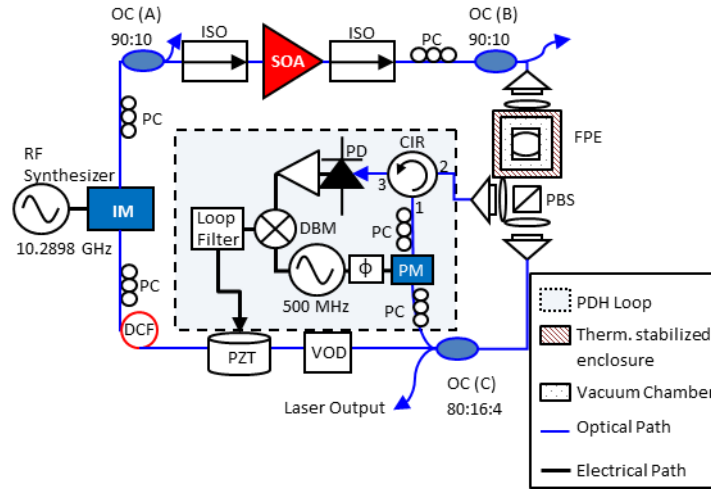 OC (A)
90:10
ISO
SOA
ISO
PC
OC (B)
90:10
PC
FPE
RF
Synthesizer
IM
10.2898 GHz
PD
CIR
3
2
1
PBS
Loop
Filter
DBM
PC
500 MHz
ϕ
PM
PC
PC
DCF
PZT
VOD
OC (C)
80:16:4
Laser Output
PDH Loop
Therm. stabilized
enclosure
Vacuum Chamber
Optical Path
Electrical Path